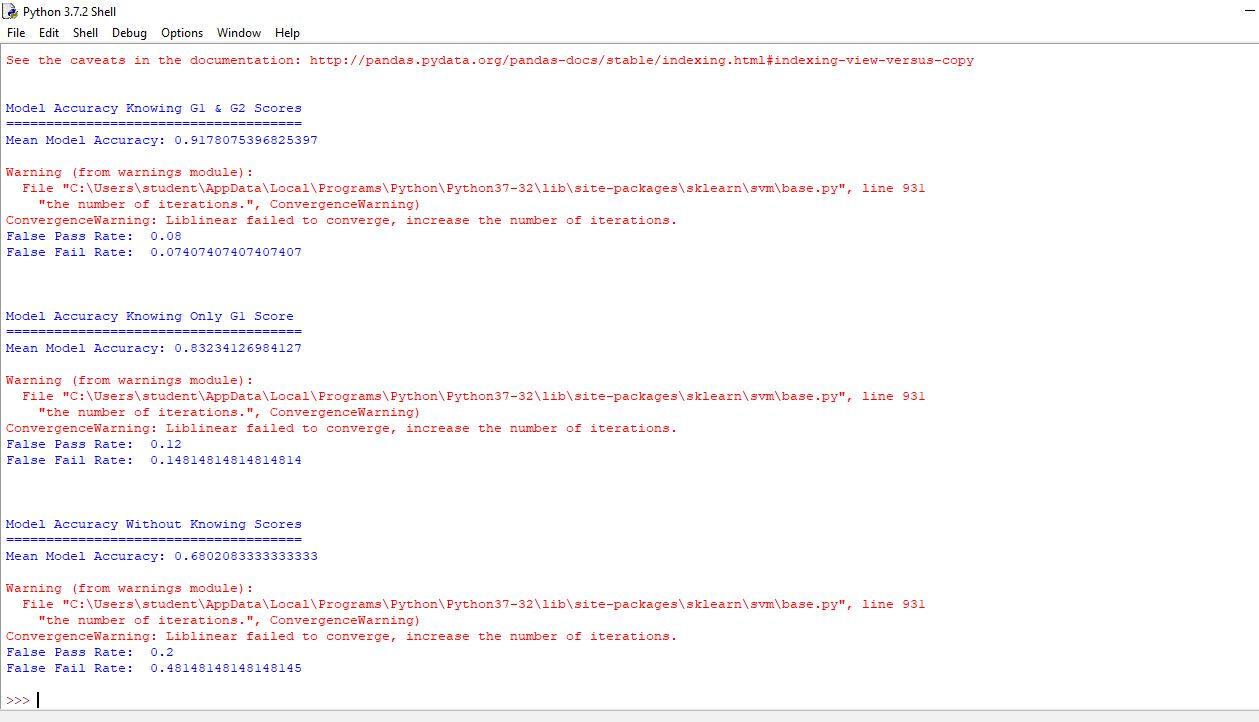 Python 3.7.2 Shell
File Edit Shell Debug Options Window Help
See the caveats in the documentation: http://pandas.pydata.org/pandas-docs/stable/indexing.html#indexing-view-versus-copy
Model Accuracy Knowing G1 & G2 Scores
=====================================
Mean Model Accuracy: 0.9178075396825397
Warning (from warnings module):
File "C:\Users\student\AppData\Local\Programs\Python\Python37-32\lib\site-packages\sklearn\svm\base.py", line 931
"the number of iterations.", ConvergenceWarning)
ConvergenceWarning: Liblinear failed to converge, increase the number of iterations.
False Pass Rate: 0.08
False Fail Rate: 0.07407407407407407
Model Accuracy Knowing Only G1 Score
=====================================
Mean Model Accuracy: 0.83234126984127
Warning (from warnings module):
File "C:\Users\student\AppData\Local\Programs\Python\Python37-32\lib\site-packages\sklearn\svm\base.py", line 931
"the number of iterations.", ConvergenceWarning)
ConvergenceWarning: Liblinear failed to converge, increase the number of iterations.
False Pass Rate: 0.12
False Fail Rate: 0.14814814814814814
Model Accuracy Without Knowing Scores
=====================================
Mean Model Accuracy: 0.6802083333333333
Warning (from warnings module):
File "C:\Users\student\AppData\Local\Programs\Python\Python37-32\lib\site-packages\sklearn\svm\base.py", line 931
"the number of iterations.", ConvergenceWarning)
ConvergenceWarning: Liblinear failed to converge, increase the number of iterations.
False Pass Rate: 0.2
False Fail Rate: 0.48148148148148145
>>>